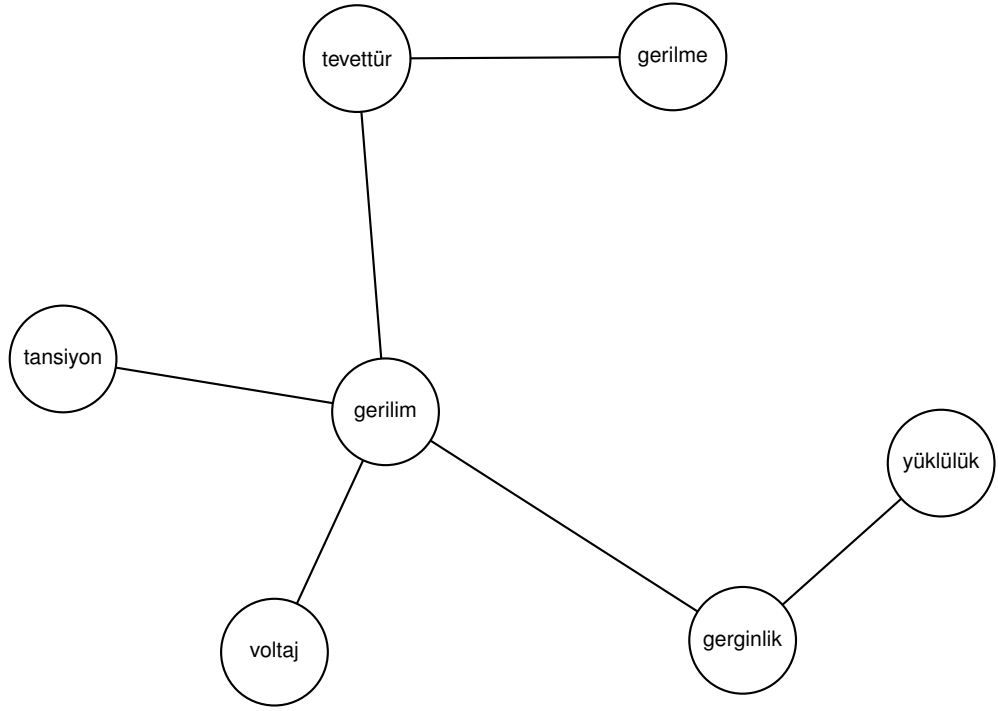 tevettür
gerilme
tansiyon
gerilim
yüklülük
gerginlik
voltaj